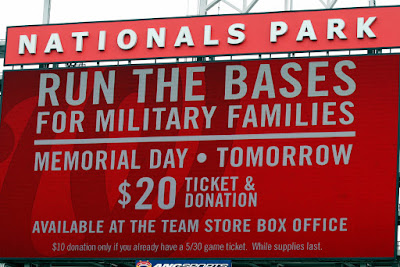 NATIONALS PARK
RUN THE BASES
FOR MILITARY FAMILIES
MEMORIAL DAY • TOMORROW
$20 TICKET &
DONATION
AVAILABLE AT THE TEAM STORE BOX OFFICE
$10 donation only if you already have a 5/30 game ticket. While supplies last.